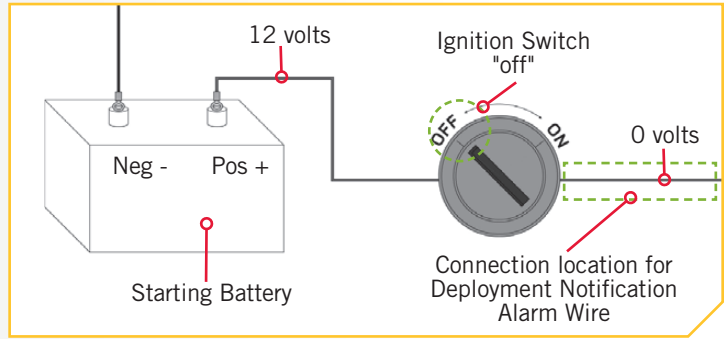 12 volts
Ignition Switch
"off"
OFF
ON
0 volts
Neg -
Pos +
Starting Battery
Connection location for
Deployment Notification
Alarm Wire